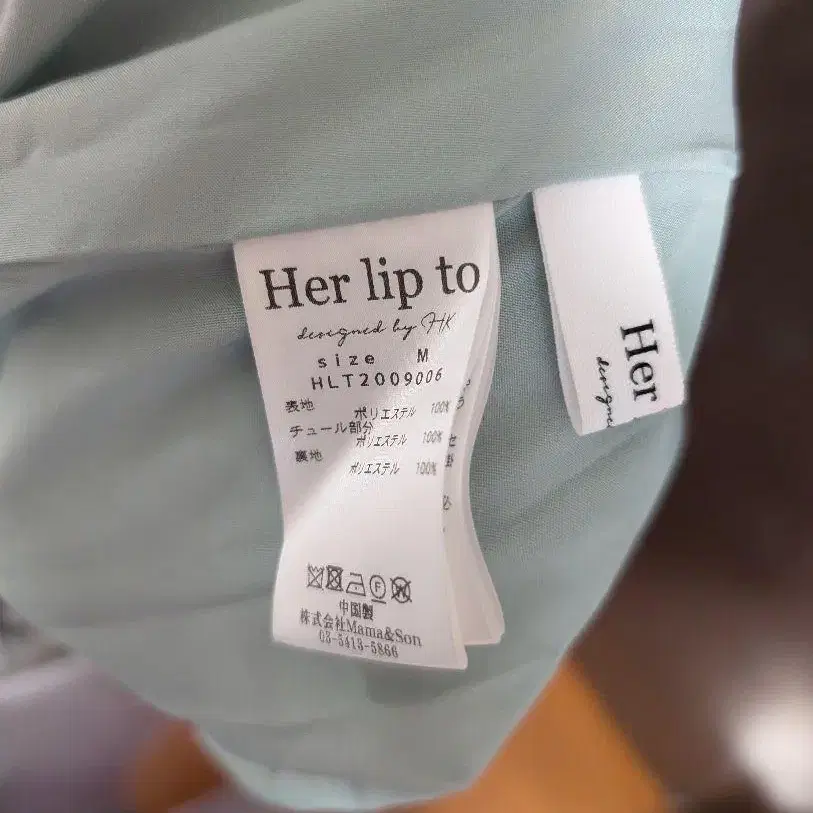 Her lip to
designed by HK
size M
HLT2009006
表地 ポリエステル 100%
チュール部分 ポリエステル 100%
裏地 ポリエステル 100%
F
W
中国製
株式会社Mama&Son
03-5413-5866
Her